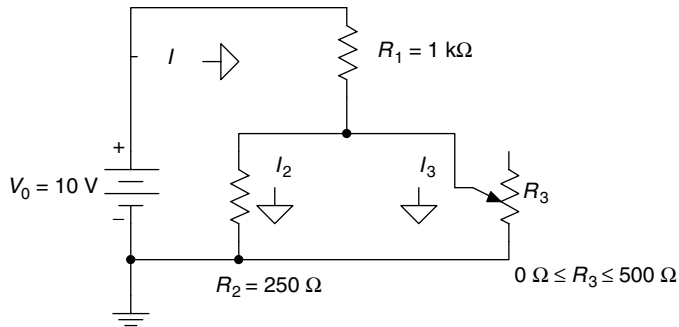 I
R1 = 1 kΩ
+
V0 = 10 V
−
I2
I3
R3
R2 = 250 Ω
0 Ω ≤ R3 ≤ 500 Ω